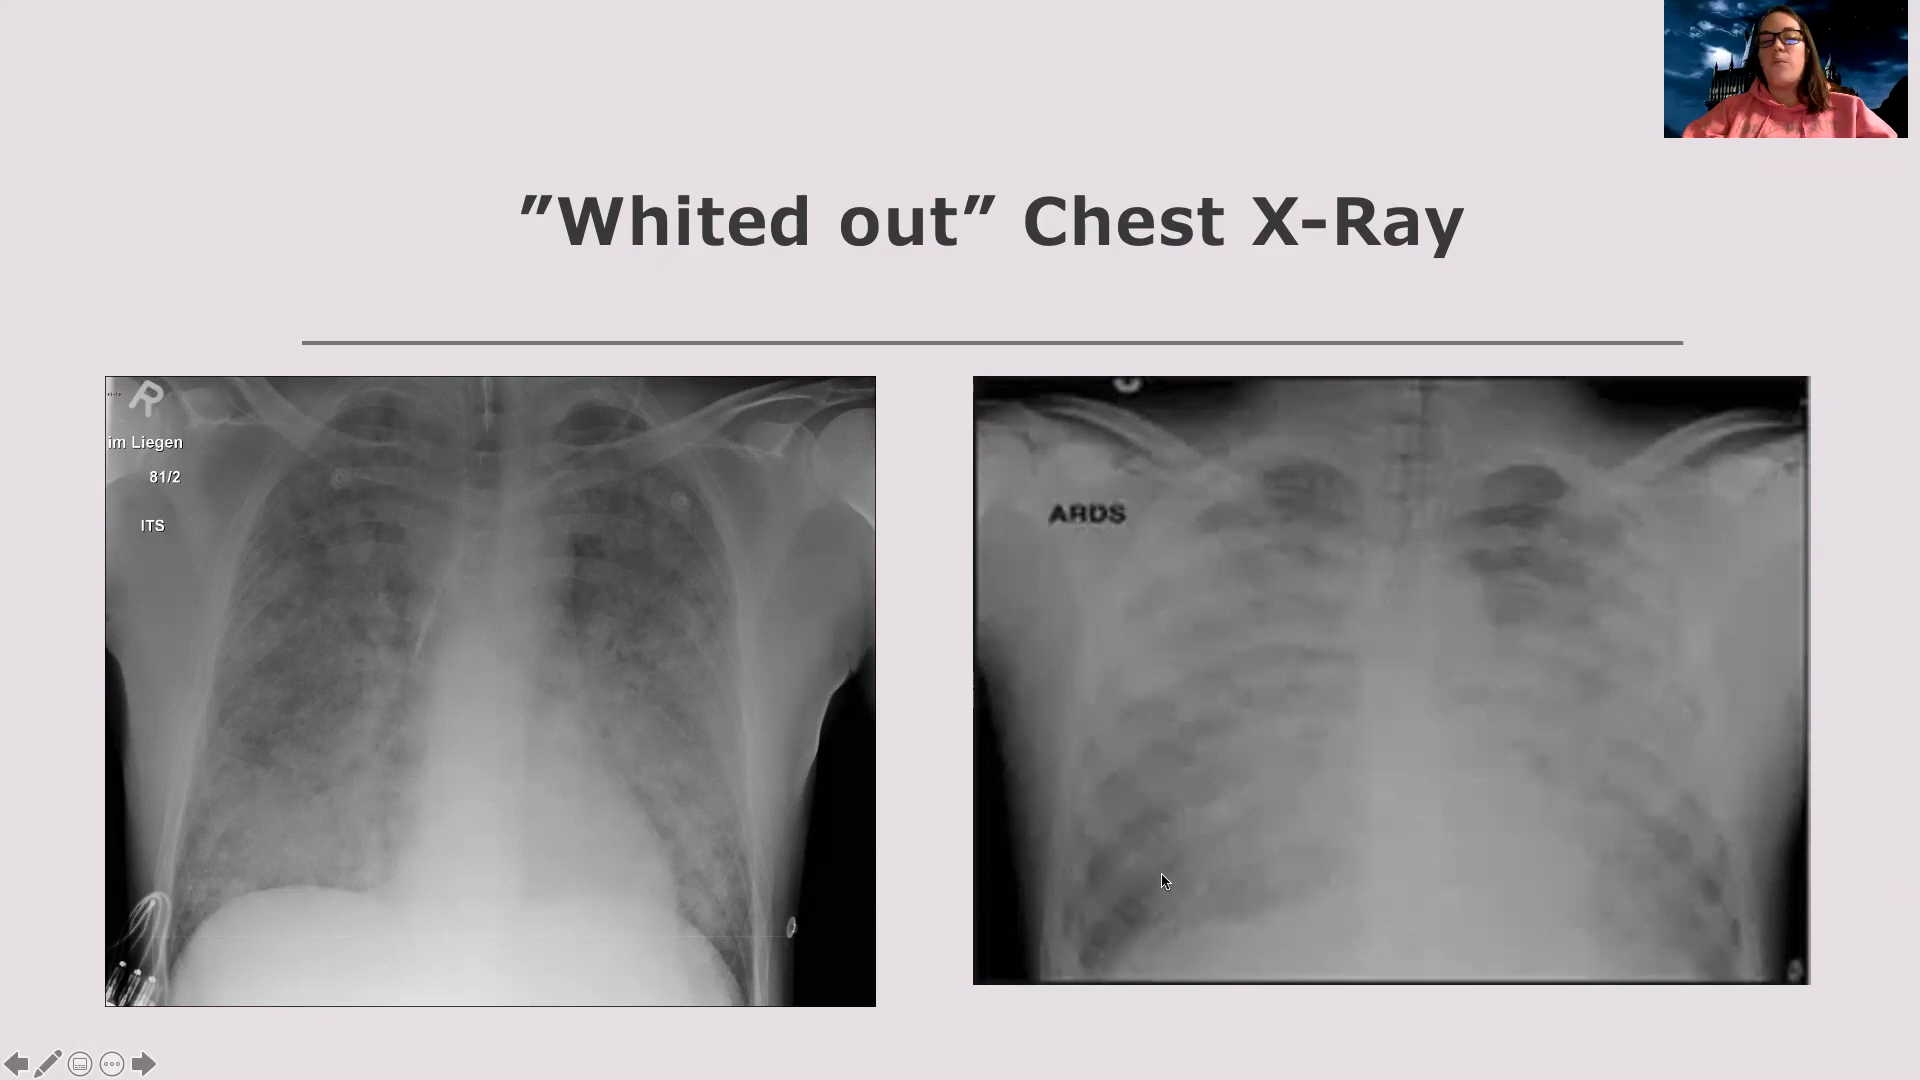 ”Whited out” Chest X-Ray
R
im Liegen
81/2
ITS
ARDS